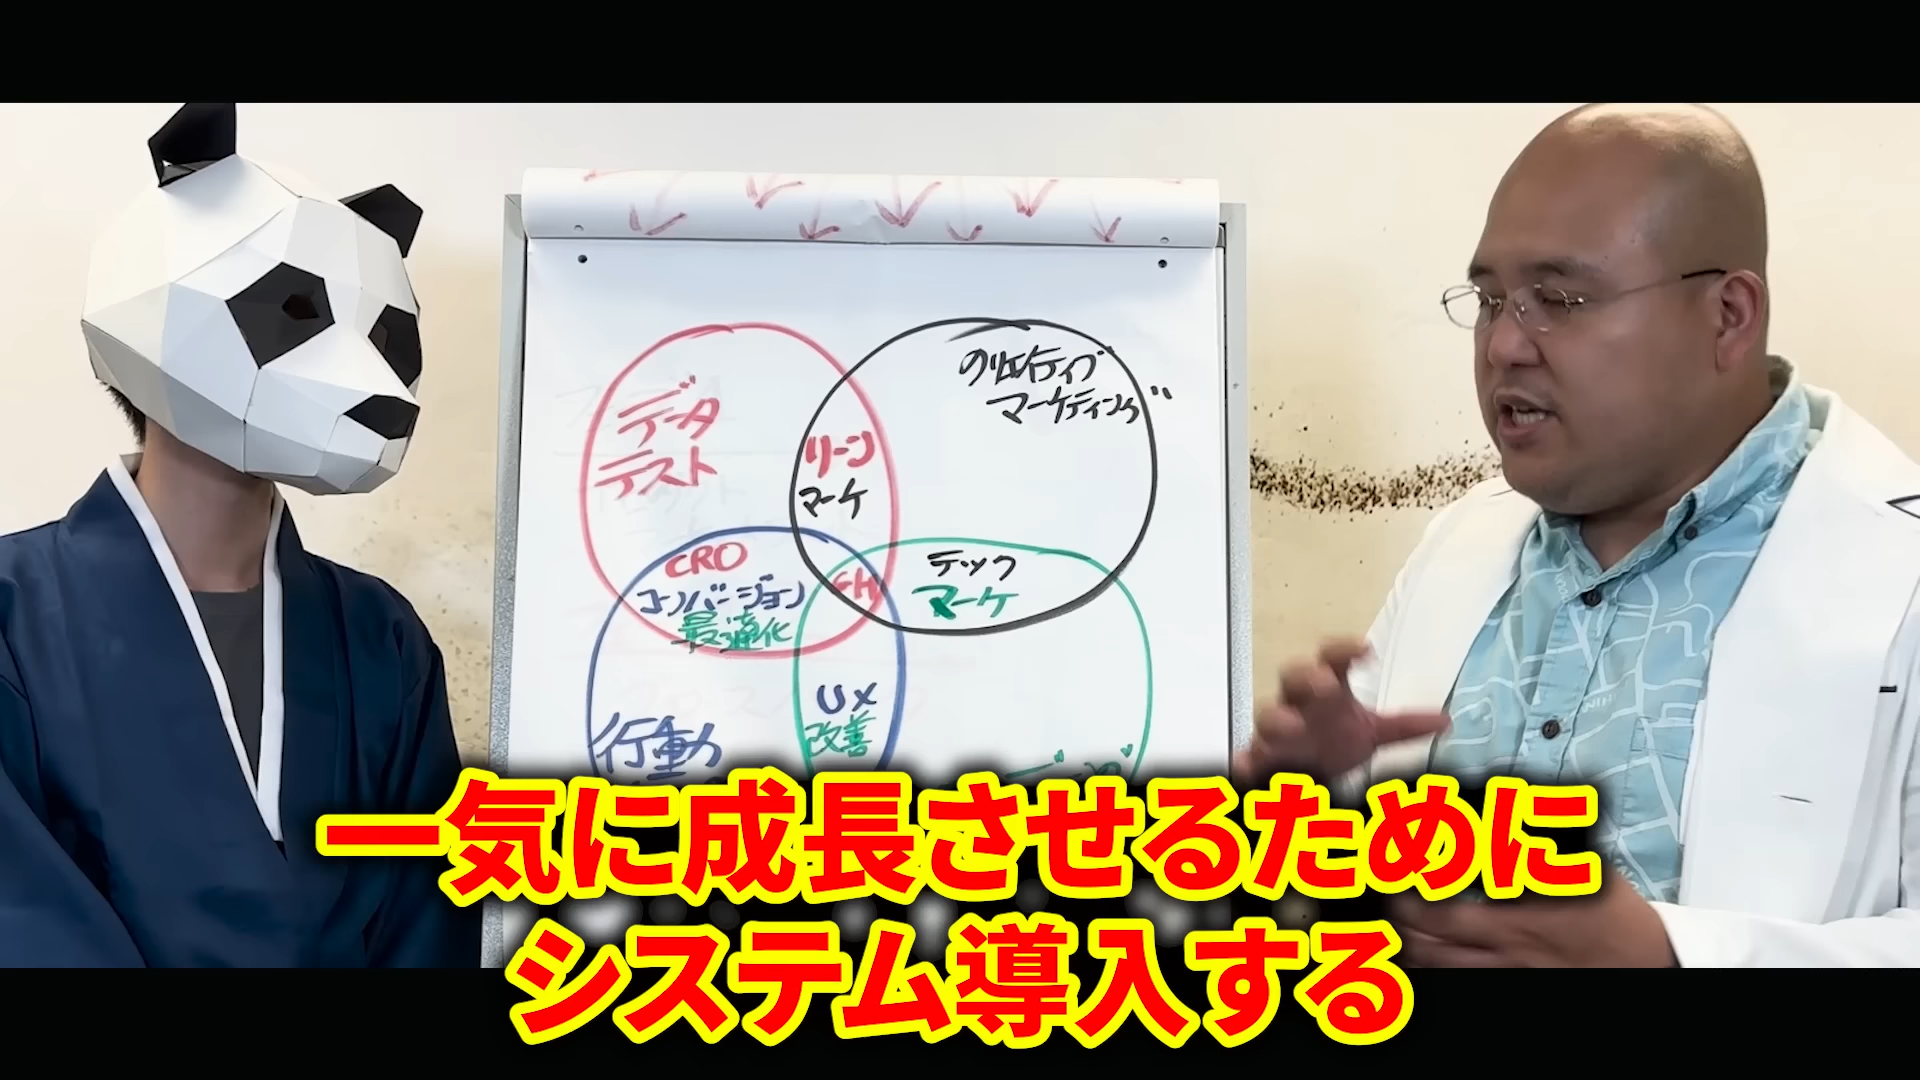 クリエイティブ
マーケティング
データ
テスト
リーン
マーケ
CRO
コンバージョン
最適化
GH
テック
マーケ
UX
改善
行動
一気に成長させるために
システム導入する